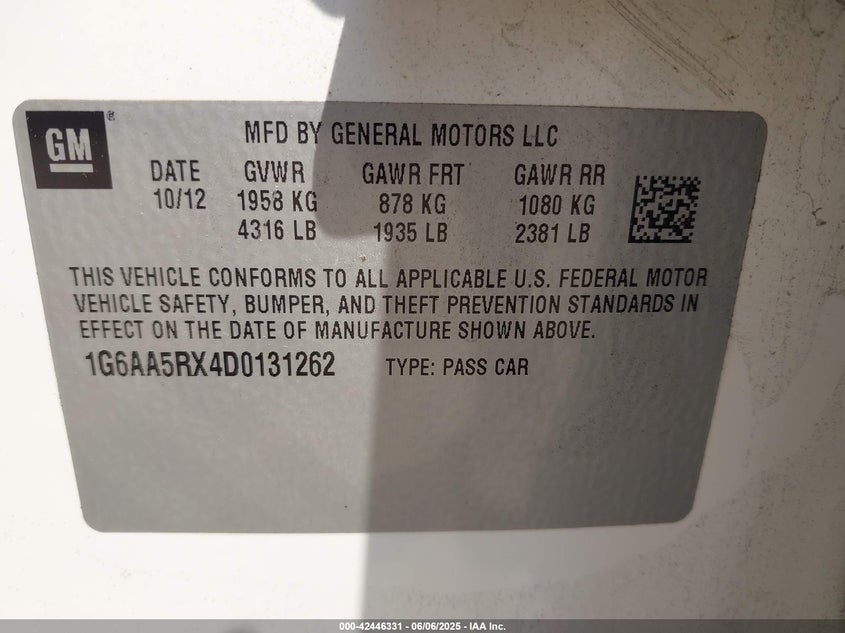 GM®
MFD BY GENERAL MOTORS LLC
DATE GVWR GAWR FRT GAWR RR
10/12 1958 KG 878 KG 1080 KG
4316 LB 1935 LB 2381 LB
THIS VEHICLE CONFORMS TO ALL APPLICABLE U.S. FEDERAL MOTOR
VEHICLE SAFETY, BUMPER, AND THEFT PREVENTION STANDARDS IN
EFFECT ON THE DATE OF MANUFACTURE SHOWN ABOVE.
1G6AA5RX4D0131262 TYPE: PASS CAR
000-42446331 - 06/06/2025 - IAA Inc.